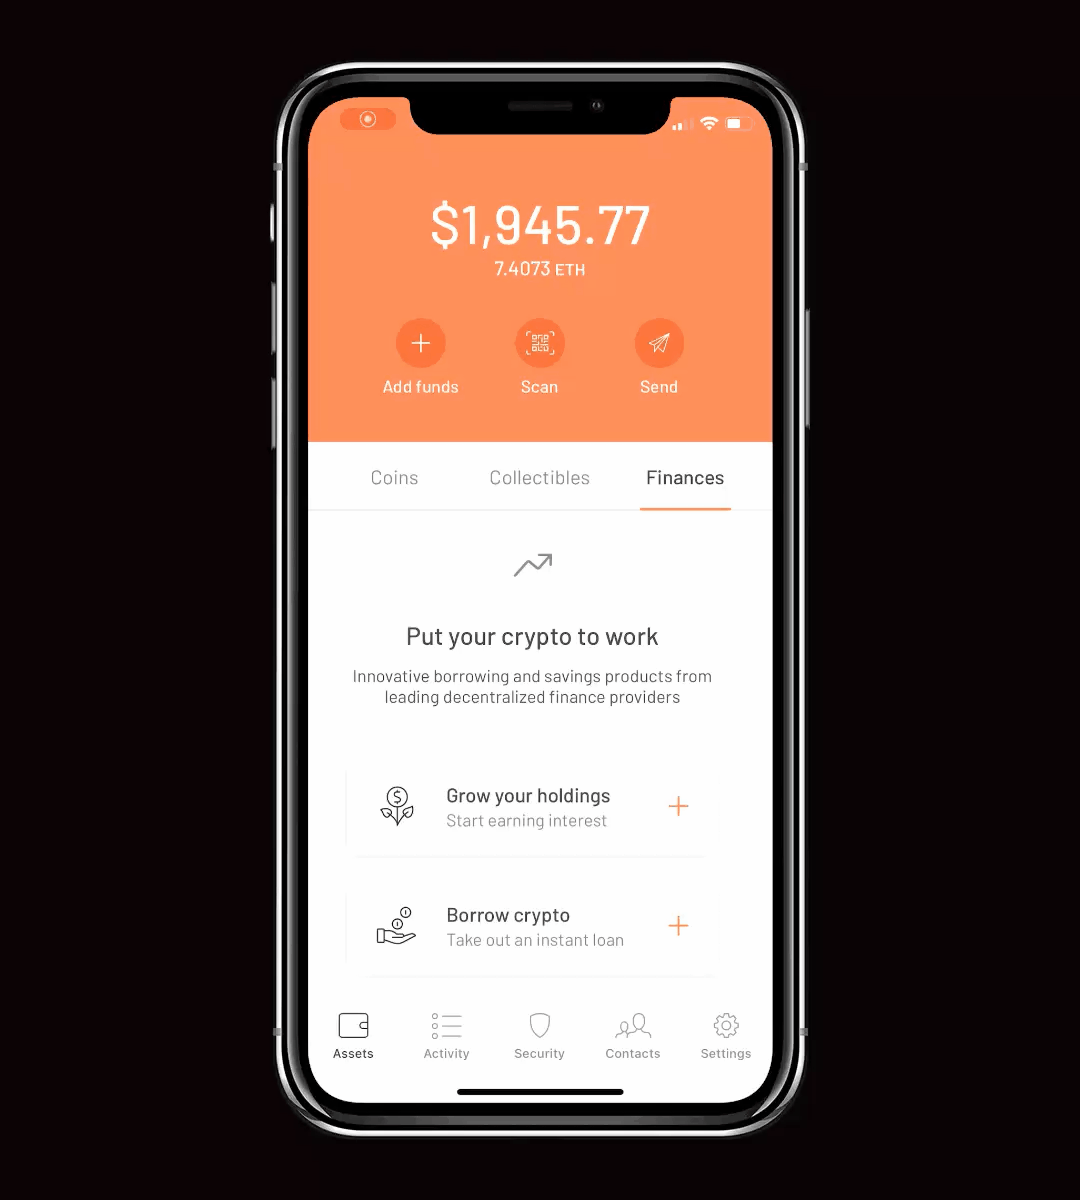 $1,945.77
7.4073 ETH
Add funds
Scan
Send
Coins
Collectibles
Finances
Put your crypto to work
Innovative borrowing and savings products from
leading decentralized finance providers
Grow your holdings
Start earning interest
Borrow crypto
Take out an instant loan
Assets
Activity
Security
Contacts
Settings